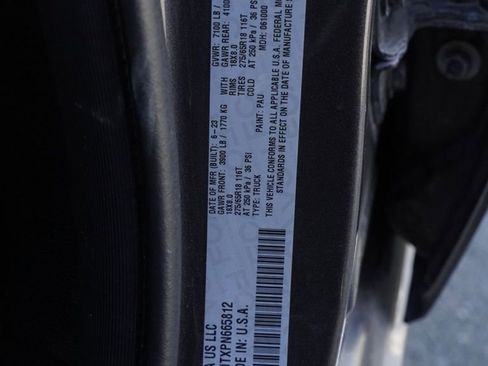 A US LLC
TXPN665812
DE IN: U.S.A.
DATE OF MFR (BUILT): 6-23 GVWR: 7100 LB /
GAWR FRONT: 3900 LB / 1770 KG WITH GAWR REAR: 4100
18X8.0 RIMS 18X8.0
275/65R18 116T TIRES 275/65R18 116T
AT 250 kPa / 36 PSI COLD AT 250 kPa / 36 PSI
TYPE: TRUCK PAINT: PAU MDH: 061000
THIS VEHICLE CONFORMS TO ALL APPLICABLE U.S.A. FEDERAL
STANDARDS IN EFFECT ON THE DATE OF MANUFACTURE